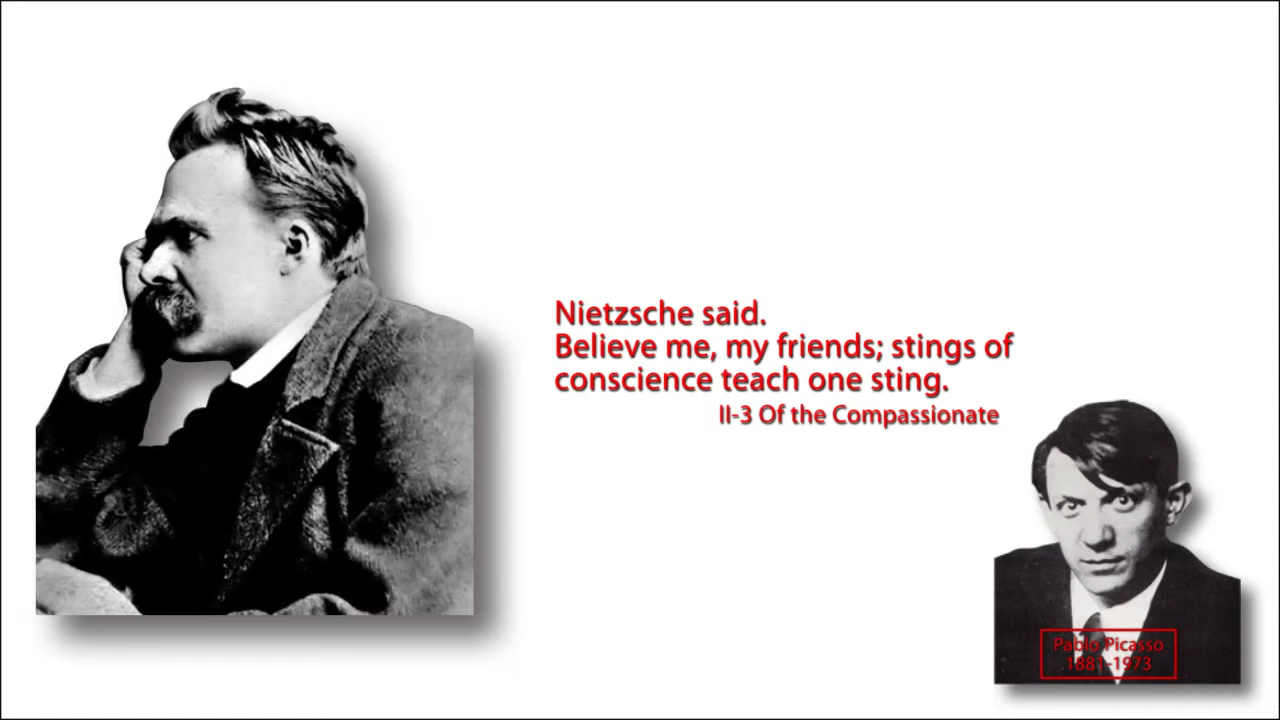 Nietzsche said.
Believe me, my friends; stings of
conscience teach one sting.
II-3 Of the Compassionate
Pablo Picasso
.1881-1973